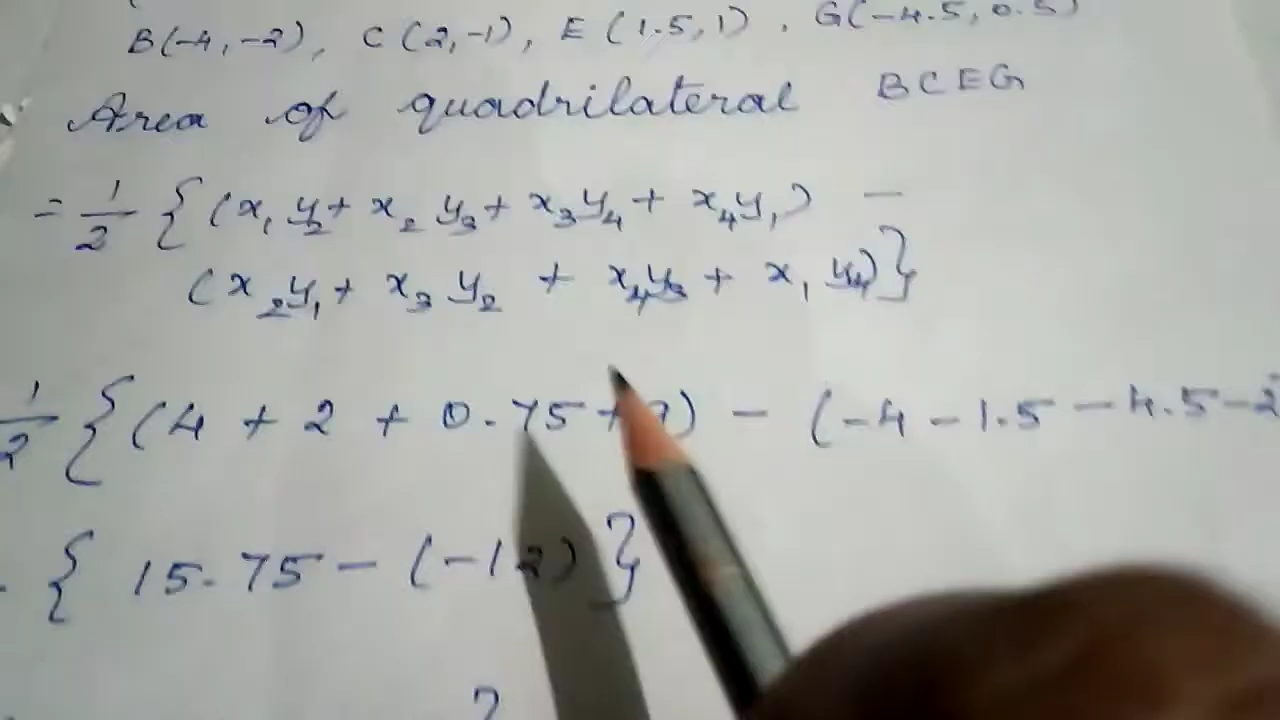 B(-4,-2), C(2,-1), E(1.5,1), G(-4.5,0.5)
Area of quadrilateral BCEG
= 1/2 { (x₁y₂ + x₂y₃ + x₃y₄ + x₄y₁) -
(x₂y₁ + x₃y₂ + x₄y₃ + x₁y₄) }
1/2 { (4 + 2 + 0.75 + 9) - (-4 - 1.5 - 4.5 - 2
{ 15.75 - (-12) }
2